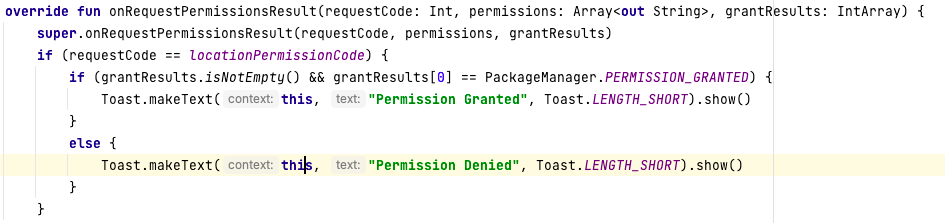 override fun onRequestPermissionsResult(requestCode: Int, permissions: Array<out String>, grantResults: IntArray) {
super.onRequestPermissionsResult(requestCode, permissions, grantResults)
if (requestCode == locationPermissionCode) {
if (grantResults.isNotEmpty() && grantResults[0] == PackageManager.PERMISSION_GRANTED) {
Toast.makeText( context: this, text: "Permission Granted", Toast.LENGTH_SHORT).show()
}
else {
Toast.makeText( context: this, text: "Permission Denied", Toast.LENGTH_SHORT).show()
}
}